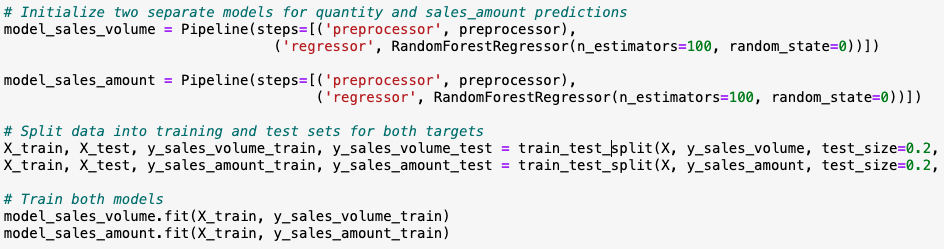 # Initialize two separate models for quantity and sales_amount predictions
model_sales_volume = Pipeline(steps=[('preprocessor', preprocessor),
('regressor', RandomForestRegressor(n_estimators=100, random_state=0))])
model_sales_amount = Pipeline(steps=[('preprocessor', preprocessor),
('regressor', RandomForestRegressor(n_estimators=100, random_state=0))])
# Split data into training and test sets for both targets
X_train, X_test, y_sales_volume_train, y_sales_volume_test = train_test_split(X, y_sales_volume, test_size=0.2,
X_train, X_test, y_sales_amount_train, y_sales_amount_test = train_test_split(X, y_sales_amount, test_size=0.2,
# Train both models
model_sales_volume.fit(X_train, y_sales_volume_train)
model_sales_amount.fit(X_train, y_sales_amount_train)